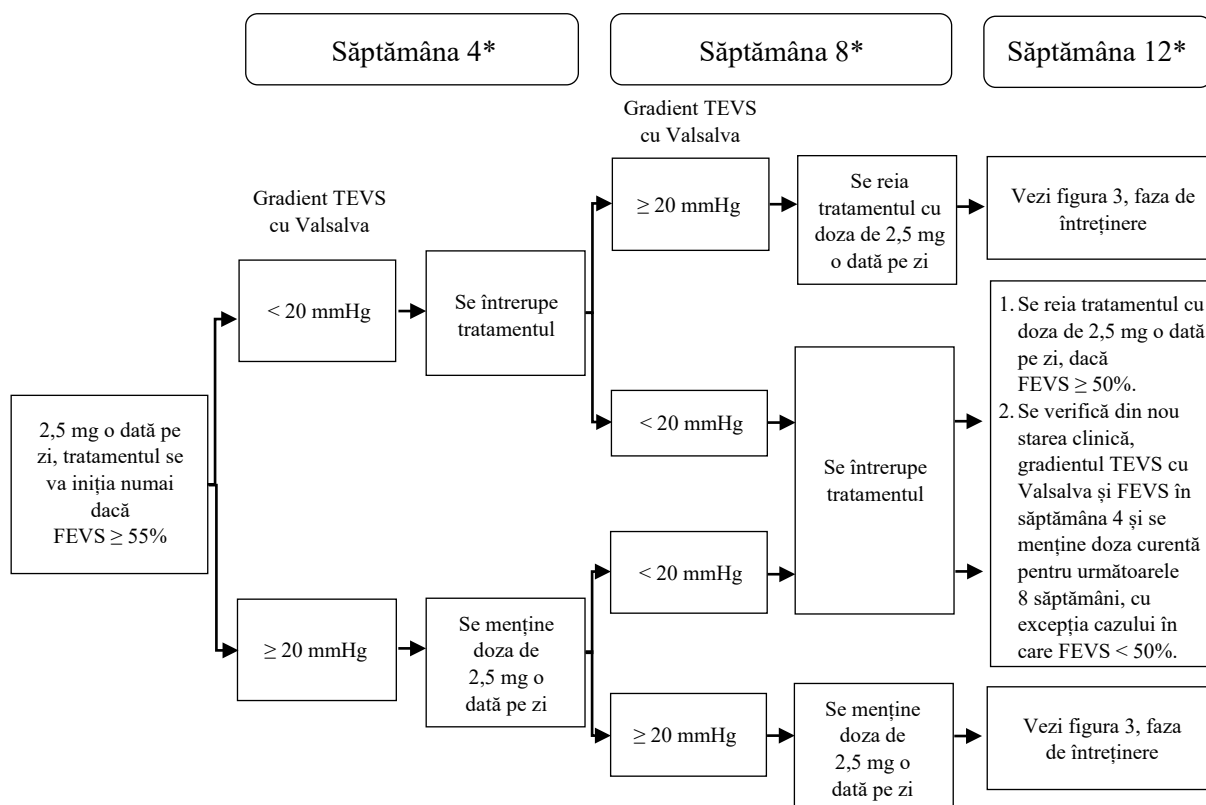 Săptămâna 4*
Săptămâna 8*
Săptămâna 12*
Gradient TEVS
cu Valsalva
Gradient TEVS
cu Valsalva
≥ 20 mmHg
Se reia
tratamentul cu
doza de 2,5 mg
o dată pe zi
Vezi figura 3, faza de
întreținere
< 20 mmHg
Se întrerupe
tratamentul
2,5 mg o dată pe
zi, tratamentul se
va iniția numai
dacă
FEVS ≥ 55%
< 20 mmHg
Se întrerupe
tratamentul
1. Se reia tratamentul cu
doza de 2,5 mg o dată
pe zi, dacă
FEVS ≥ 50%.
2. Se verifică din nou
starea clinică,
gradientul TEVS cu
Valsalva și FEVS în
săptămâna 4 și se
menține doza curentă
pentru următoarele
8 săptămâni, cu
excepția cazului în
care FEVS < 50%.
< 20 mmHg
≥ 20 mmHg
Se menține
doza de
2,5 mg o
dată pe zi
≥ 20 mmHg
Se menține
doza de
2,5 mg o
dată pe zi
Vezi figura 3, faza
de întreținere